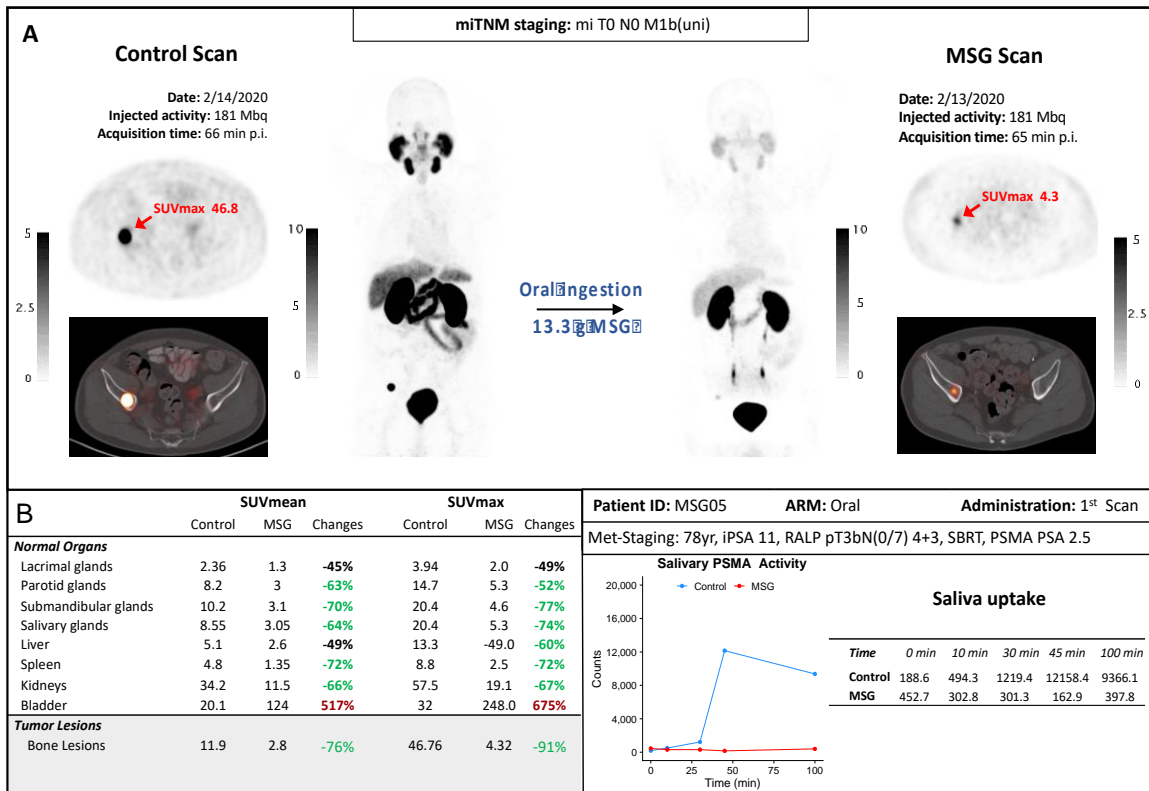 A
miTNM staging: mi T0 N0 M1b(uni)
Control Scan
Date: 2/14/2020
Injected activity: 181 Mbq
Acquisition time: 66 min p.i.
SUVmax 46.8
5
2.5
0
10
5
0
Oral Ingestion
13.3 g MSG
MSG Scan
Date: 2/13/2020
Injected activity: 181 Mbq
Acquisition time: 65 min p.i.
SUVmax 4.3
10
5
0
5
2.5
0
B
SUVmean SUVmax
Control MSG Changes Control MSG Changes
Normal Organs
Lacrimal glands 2.36 1.3 -45% 3.94 2.0 -49%
Parotid glands 8.2 3 -63% 14.7 5.3 -52%
Submandibular glands 10.2 3.1 -70% 20.4 4.6 -77%
Salivary glands 8.55 3.05 -64% 20.4 5.3 -74%
Liver 5.1 2.6 -49% 13.3 -49.0 -60%
Spleen 4.8 1.35 -72% 8.8 2.5 -72%
Kidneys 34.2 11.5 -66% 57.5 19.1 -67%
Bladder 20.1 124 517% 32 248.0 675%
Tumor Lesions
Bone Lesions 11.9 2.8 -76% 46.76 4.32 -91%
Patient ID: MSG05 ARM: Oral Administration: 1st Scan
Met-Staging: 78yr, iPSA 11, RALP pT3bN(0/7) 4+3, SBRT, PSMA PSA 2.5
Salivary PSMA Activity
Control MSG
20,000
16,000
12,000
8,000
4,000
0
Counts
0 25 50 75 100
Time (min)
Saliva uptake
Time 0 min 10 min 30 min 45 min 100 min
Control 188.6 494.3 1219.4 12158.4 9366.1
MSG 452.7 302.8 301.3 162.9 397.8